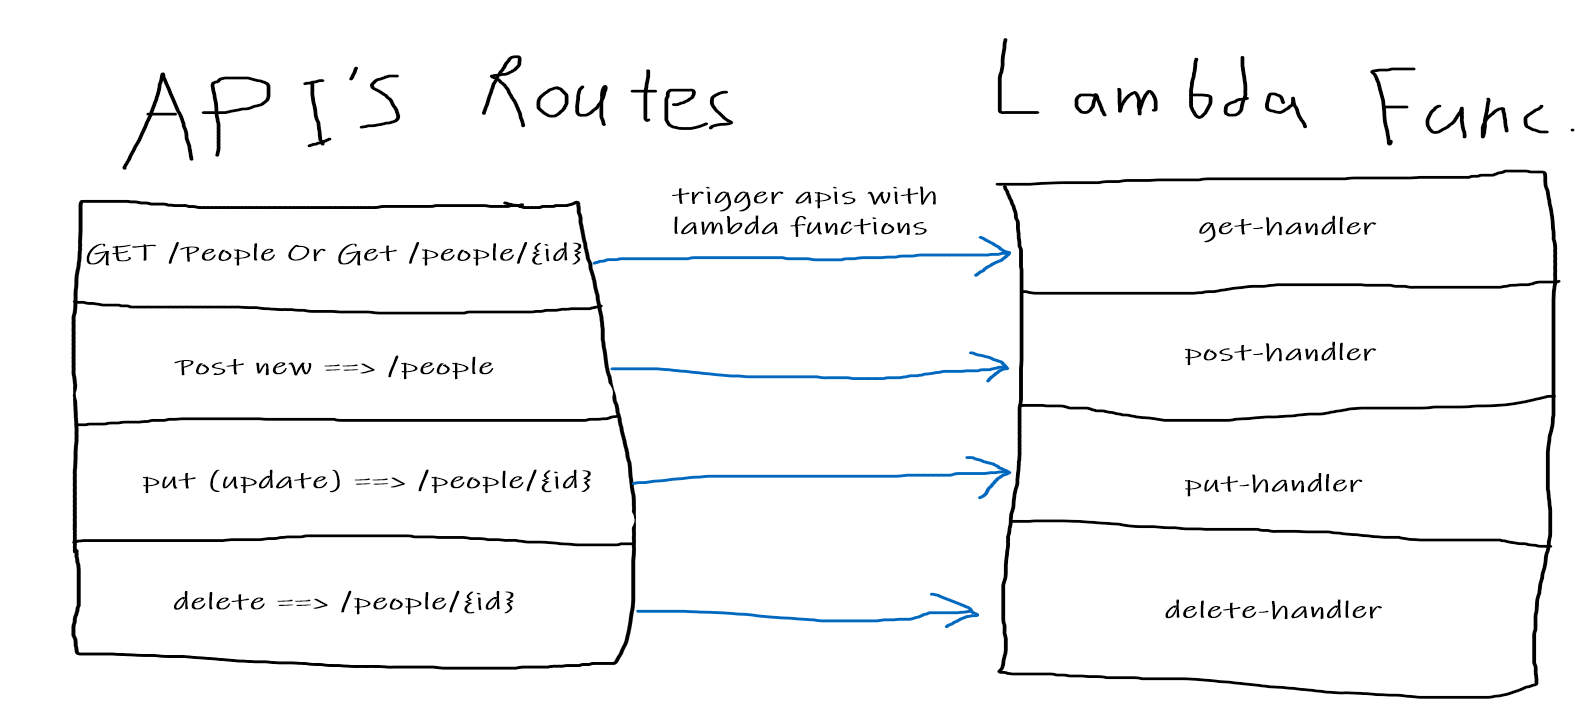 API'S Routes
Lambda Func.
trigger apis with
lambda functions
GET /People Or Get /people/{id}
get-handler
Post new ==> /people
post-handler
put (update) ==> /people/{id}
put-handler
delete ==> /people/{id}
delete-handler